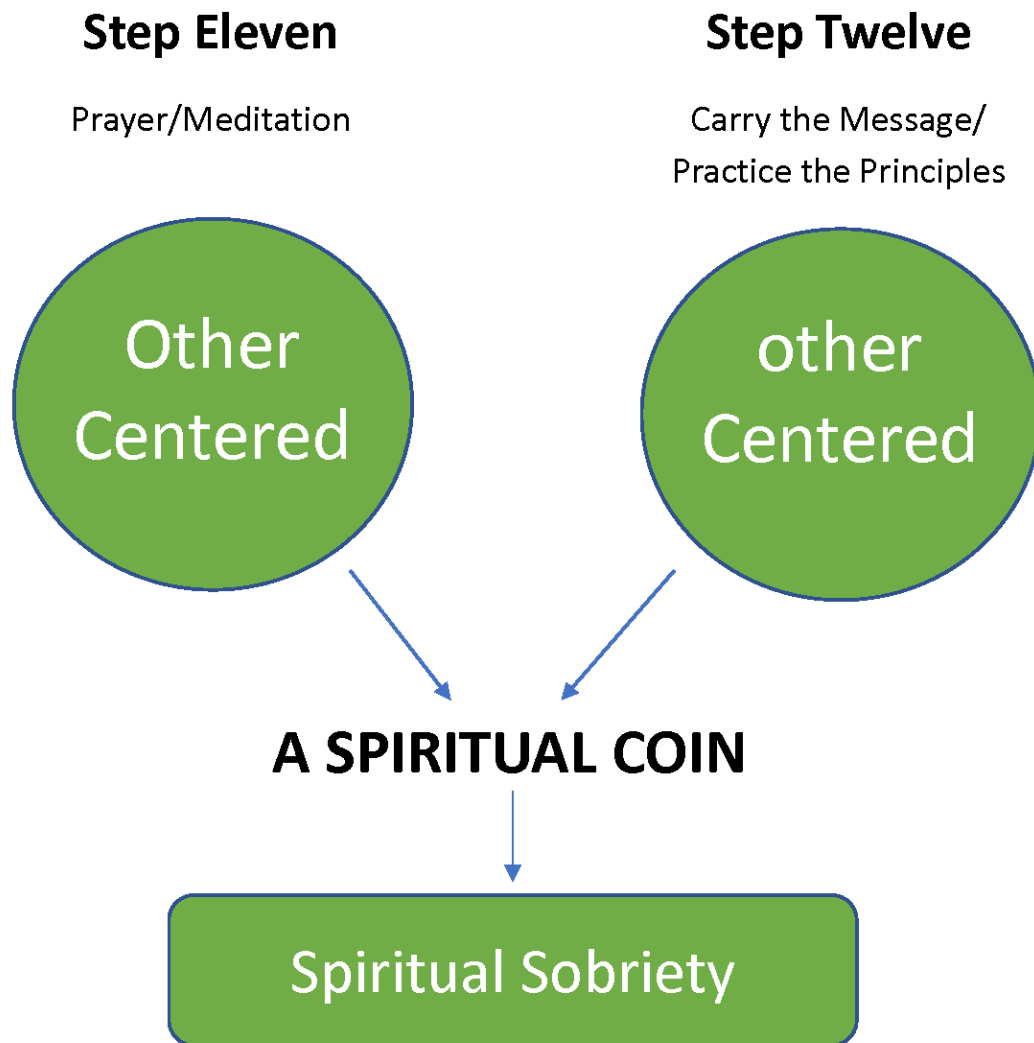 Step Eleven
Prayer/Meditation
Other
Centered
Step Twelve
Carry the Message/
Practice the Principles
other
Centered
A SPIRITUAL COIN
Spiritual Sobriety